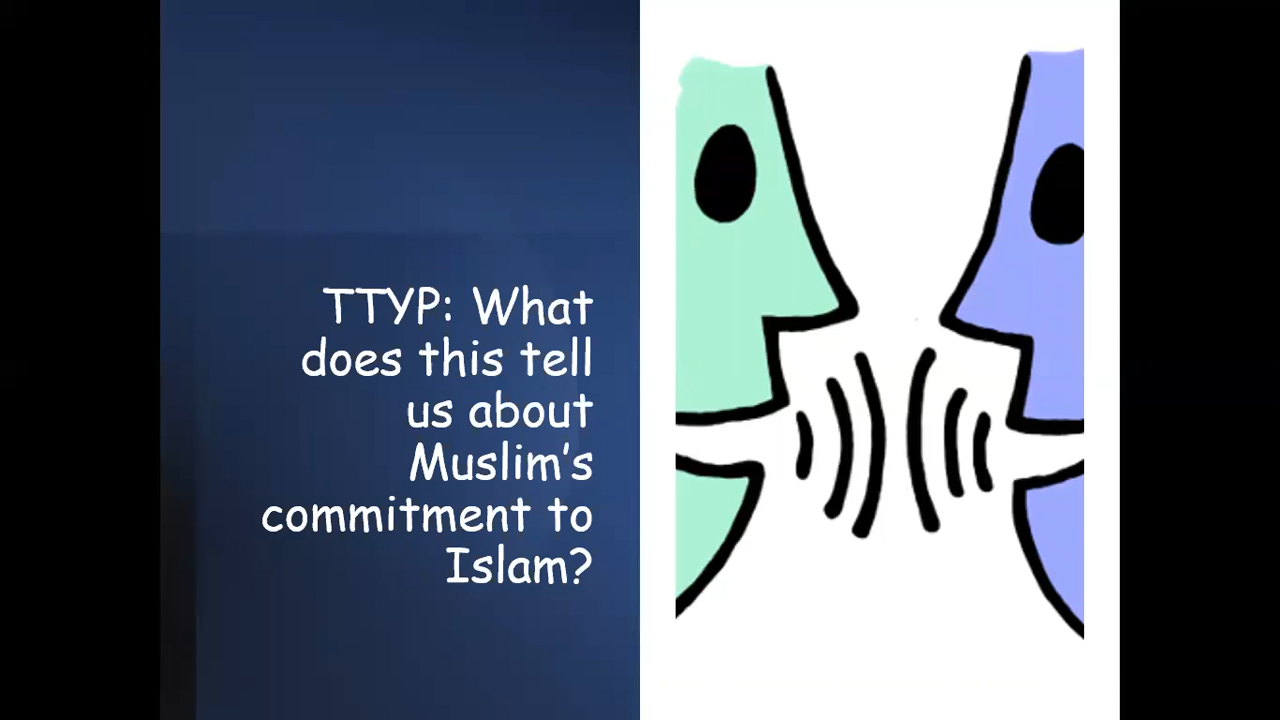 TTYP: What
does this tell
us about
Muslim’s
commitment to
Islam?